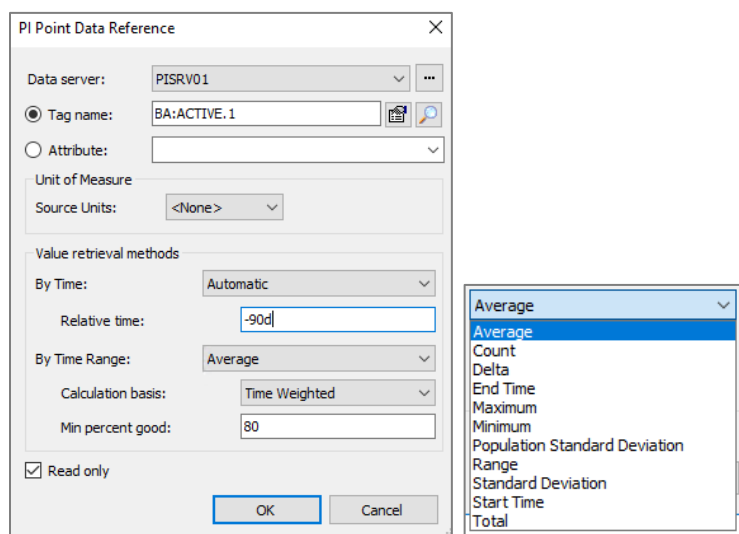 PI Point Data Reference
Data server: PISRV01 ...
Tag name: BA:ACTIVE.1
Attribute:
Unit of Measure
Source Units: <None>
Value retrieval methods
By Time: Automatic
Relative time: -90d
By Time Range: Average
Calculation basis: Time Weighted
Min percent good: 80
Read only
OK Cancel
Average
Average
Count
Delta
End Time
Maximum
Minimum
Population Standard Deviation
Range
Standard Deviation
Start Time
Total